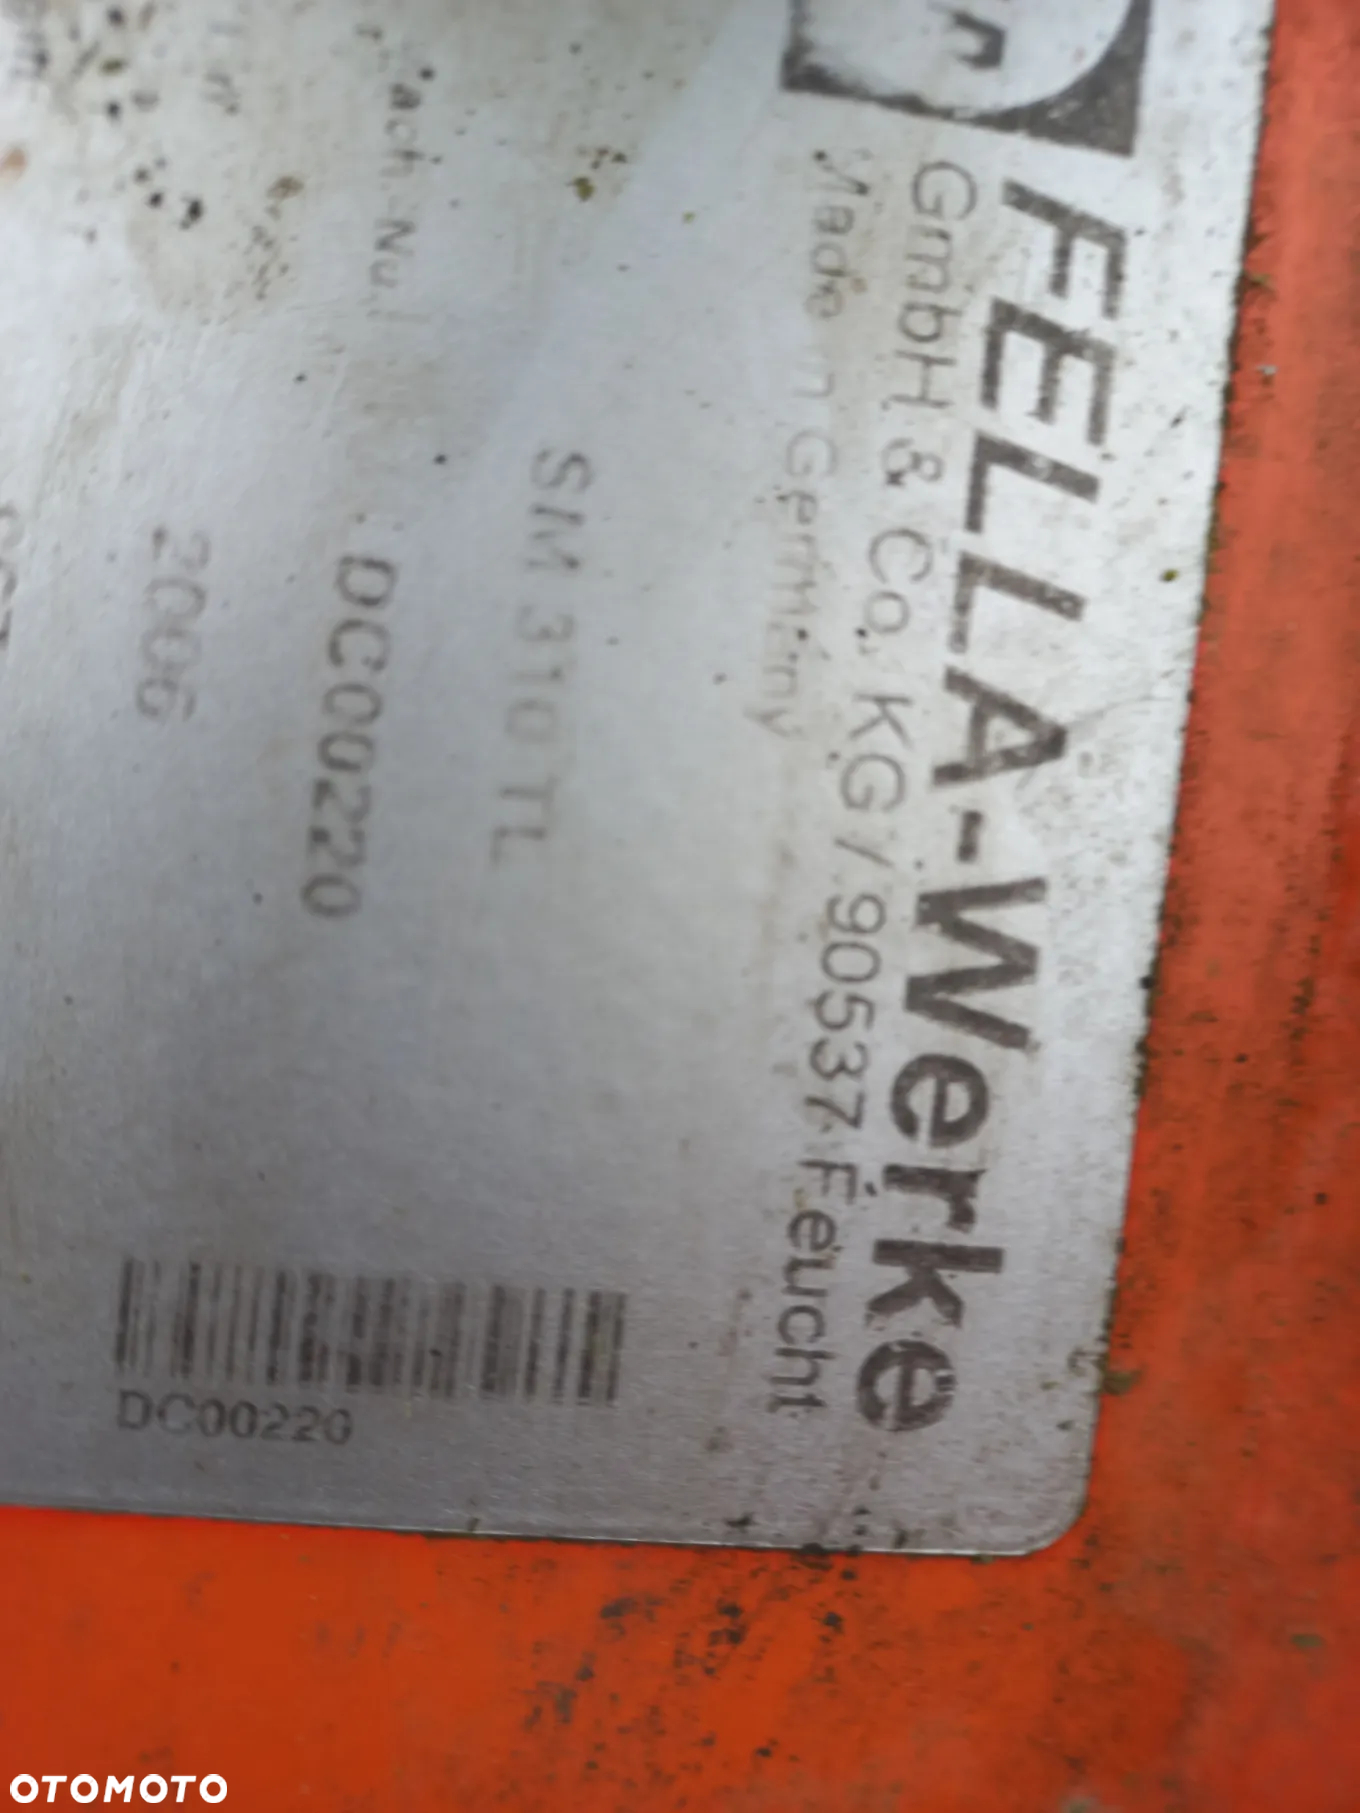 FELLA-Werke
GmbH & Co. KG / 90537 Feucht
Made in Germany
SM 310 TL
DC00220
2006
DC00220
OTOMOTO